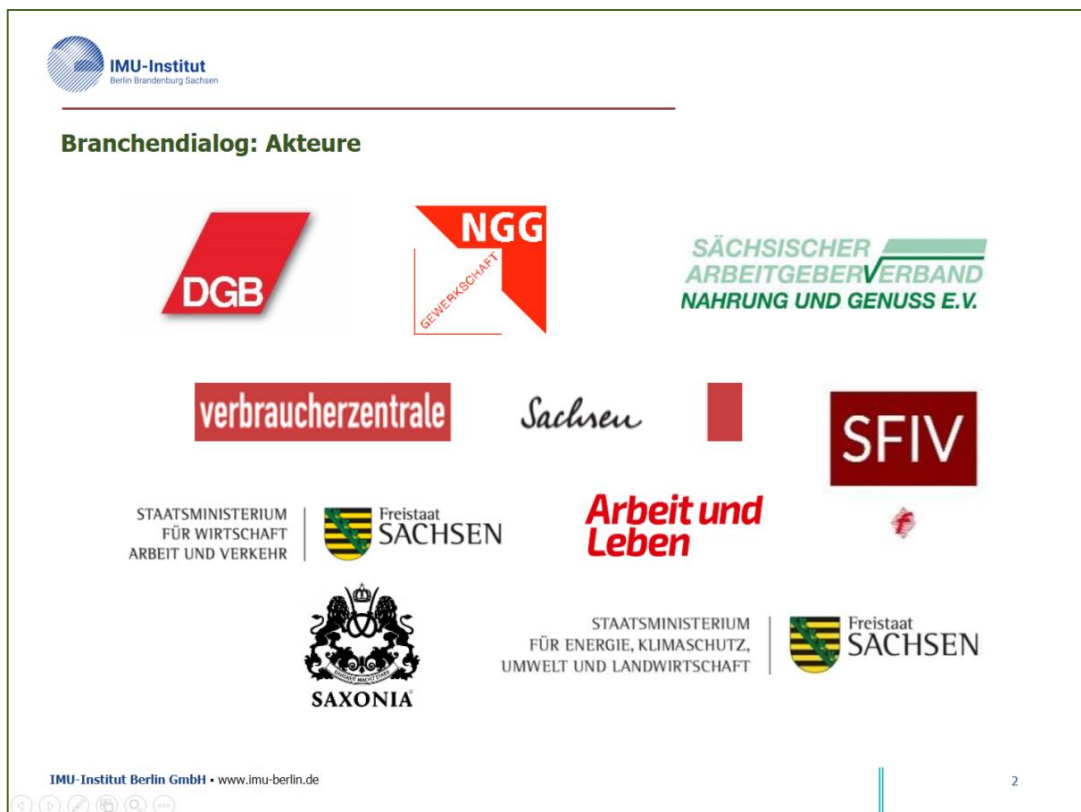 IMU-Institut
Berlin Brandenburg Sachsen
Branchendialog: Akteure
DGB
NGG
GEWERKSCHAFT
SÄCHSISCHER
ARBEITGEBERVERBAND
NAHRUNG UND GENUSS E.V.
verbraucherzentrale
Sachsen
SFIV
STAATSMINISTERIUM
FÜR WIRTSCHAFT
ARBEIT UND VERKEHR
Freistaat
SACHSEN
Arbeit und
Leben
SAXONIA
STAATSMINISTERIUM
FÜR ENERGIE, KLIMASCHUTZ,
UMWELT UND LANDWIRTSCHAFT
Freistaat
SACHSEN
IMU-Institut Berlin GmbH • www.imu-berlin.de
2